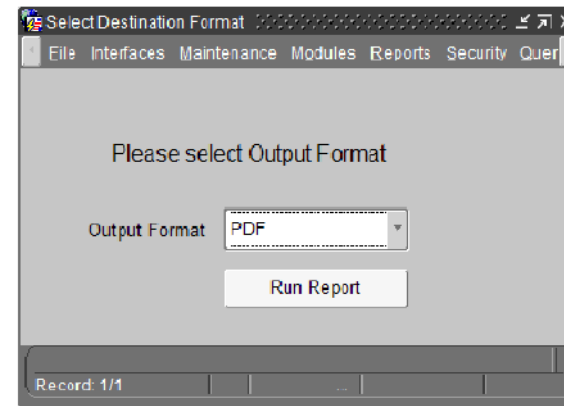 Select Destination Format
File Interfaces Maintenance Modules Reports Security Quer
Please select Output Format
Output Format PDF
Run Report
Record: 1/1 ...